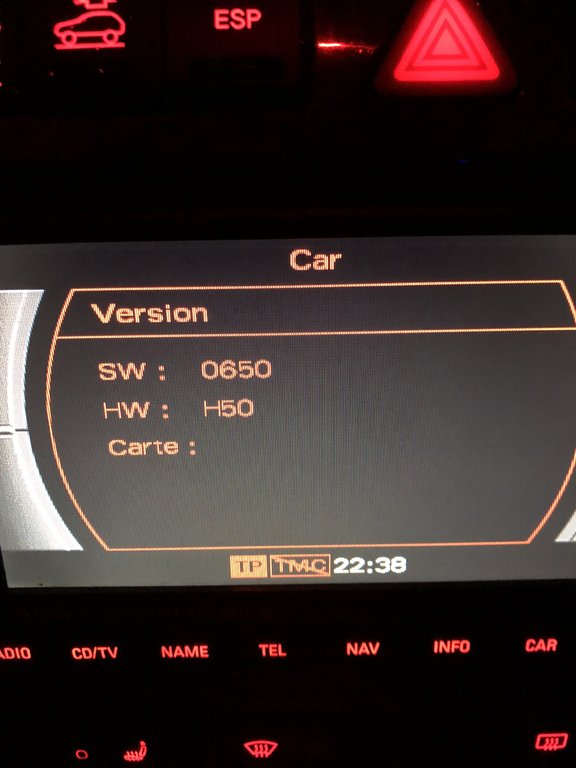 ESP
Car
Version
SW : 0650
HW : H50
Carte :
TP TMC 22:38
ADIO CD/TV NAME TEL NAV INFO CAR